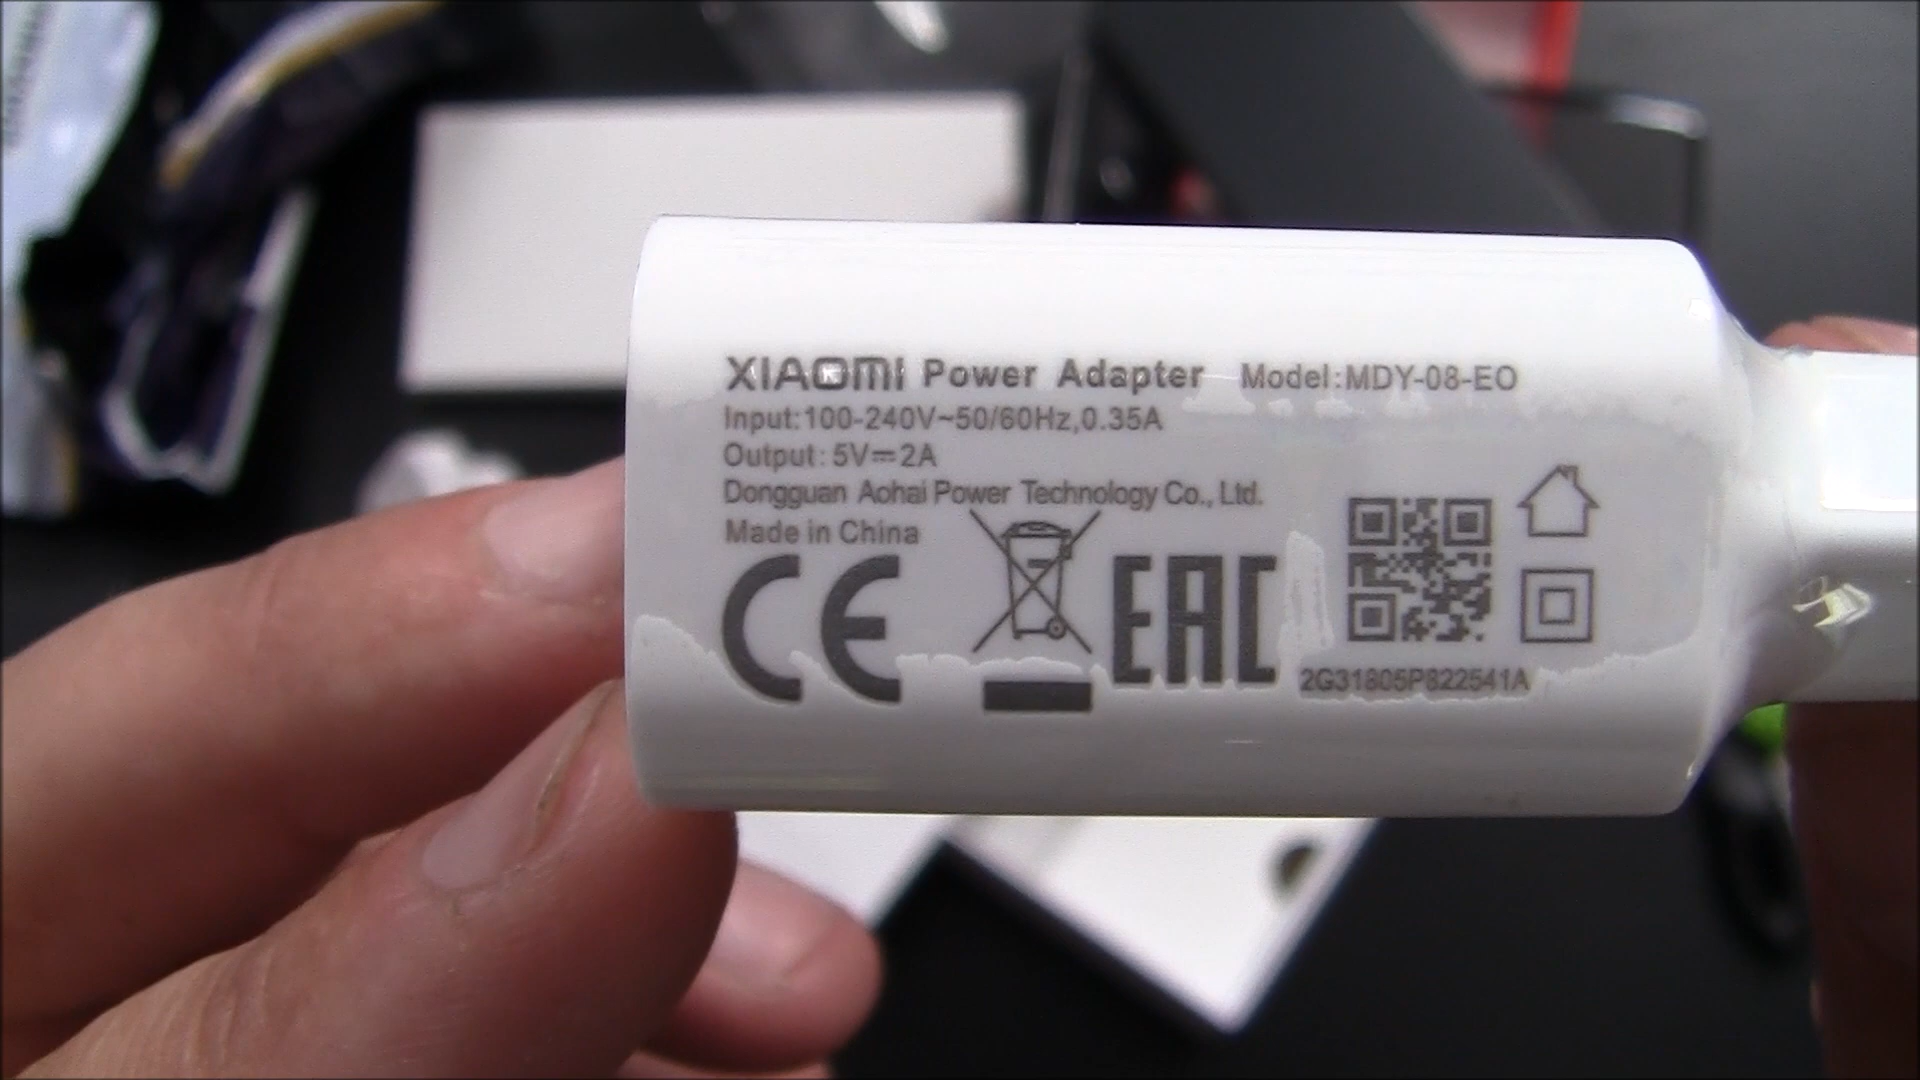 XIAOMI Power Adapter Model:MDY-08-EO
Input:100-240V~50/60Hz,0.35A
Output:5V⎓2A
Dongguan Aohai Power Technology Co., Ltd.
Made in China
CE EAC
2G31805P822541A